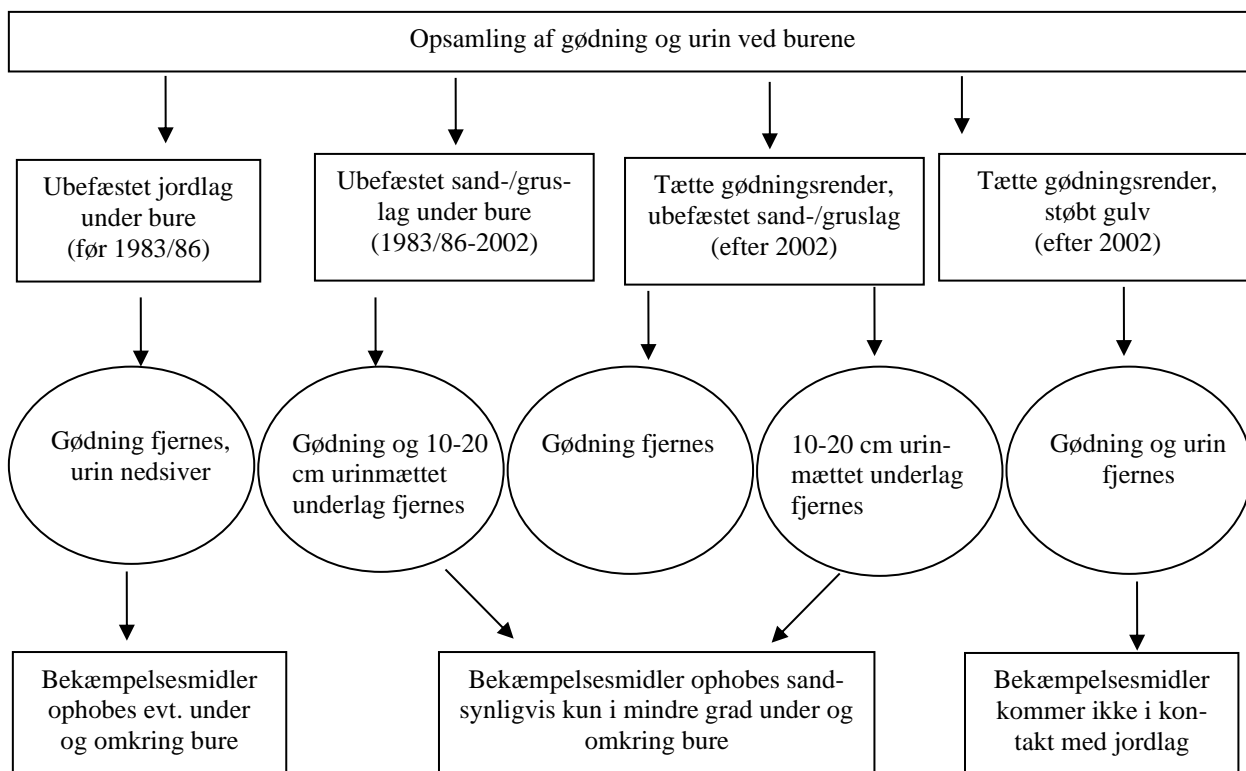 Opsamling af gødning og urin ved burene
Ubefæstet jordlag
under bure
(før 1983/86)
Ubefæstet sand-/grus-
lag under bure
(1983/86-2002)
Tætte gødningsrender,
ubefæstet sand-/gruslag
(efter 2002)
Tætte gødningsrender,
støbt gulv
(efter 2002)
Gødning fjernes,
urin nedsiver
Gødning og 10-20
cm urinmættet
underlag fjernes
Gødning fjernes
10-20 cm urin-
mættet underlag
fjernes
Gødning og urin
fjernes
Bekæmpelsesmidler
ophobes evt. under
og omkring bure
Bekæmpelsesmidler ophobes sand-
synligvis kun i mindre grad under og
omkring bure
Bekæmpelsesmidler
kommer ikke i kon-
takt med jordlag